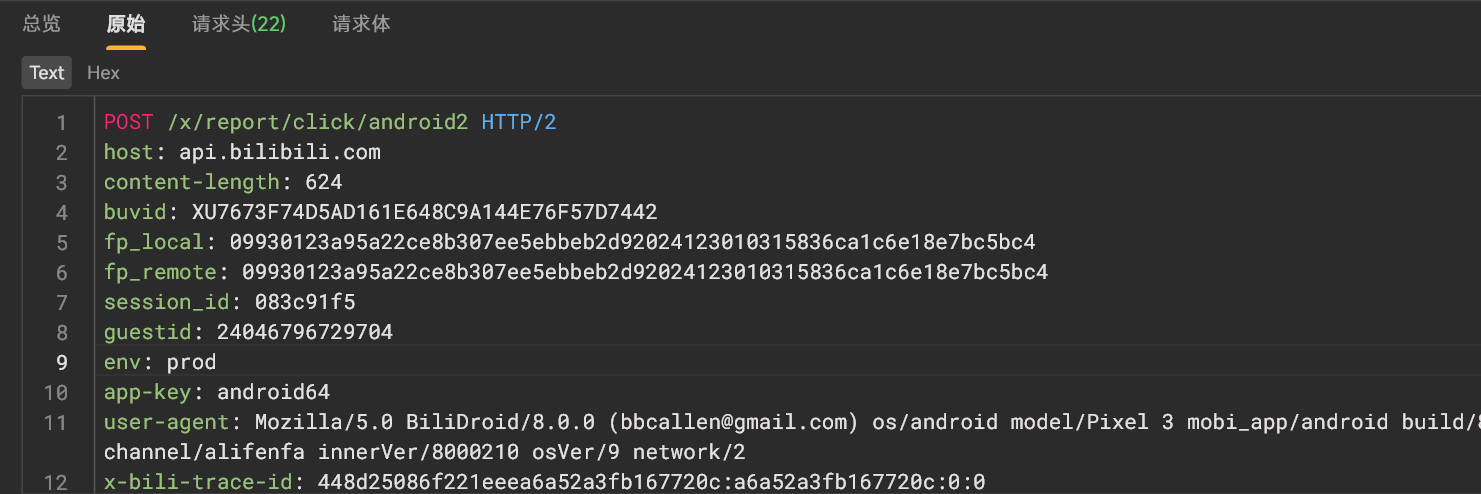 总览 原始 请求头(22) 请求体
Text Hex
1 POST /x/report/click/android2 HTTP/2
2 host: api.bilibili.com
3 content-length: 624
4 buvid: XU7673F74D5AD161E648C9A144E76F57D7442
5 fp_local: 09930123a95a22ce8b307ee5ebbeb2d92024123010315836ca1c6e18e7bc5bc4
6 fp_remote: 09930123a95a22ce8b307ee5ebbeb2d92024123010315836ca1c6e18e7bc5bc4
7 session_id: 083c91f5
8 guestid: 24046796729704
9 env: prod
10 app-key: android64
11 user-agent: Mozilla/5.0 BiliDroid/8.0.0 (bbcallen@gmail.com) os/android model/Pixel 3 mobi_app/android build/8
channel/alifenfa innerVer/8000210 osVer/9 network/2
12 x-bili-trace-id: 448d25086f221eeea6a52a3fb167720c:a6a52a3fb167720c:0:0